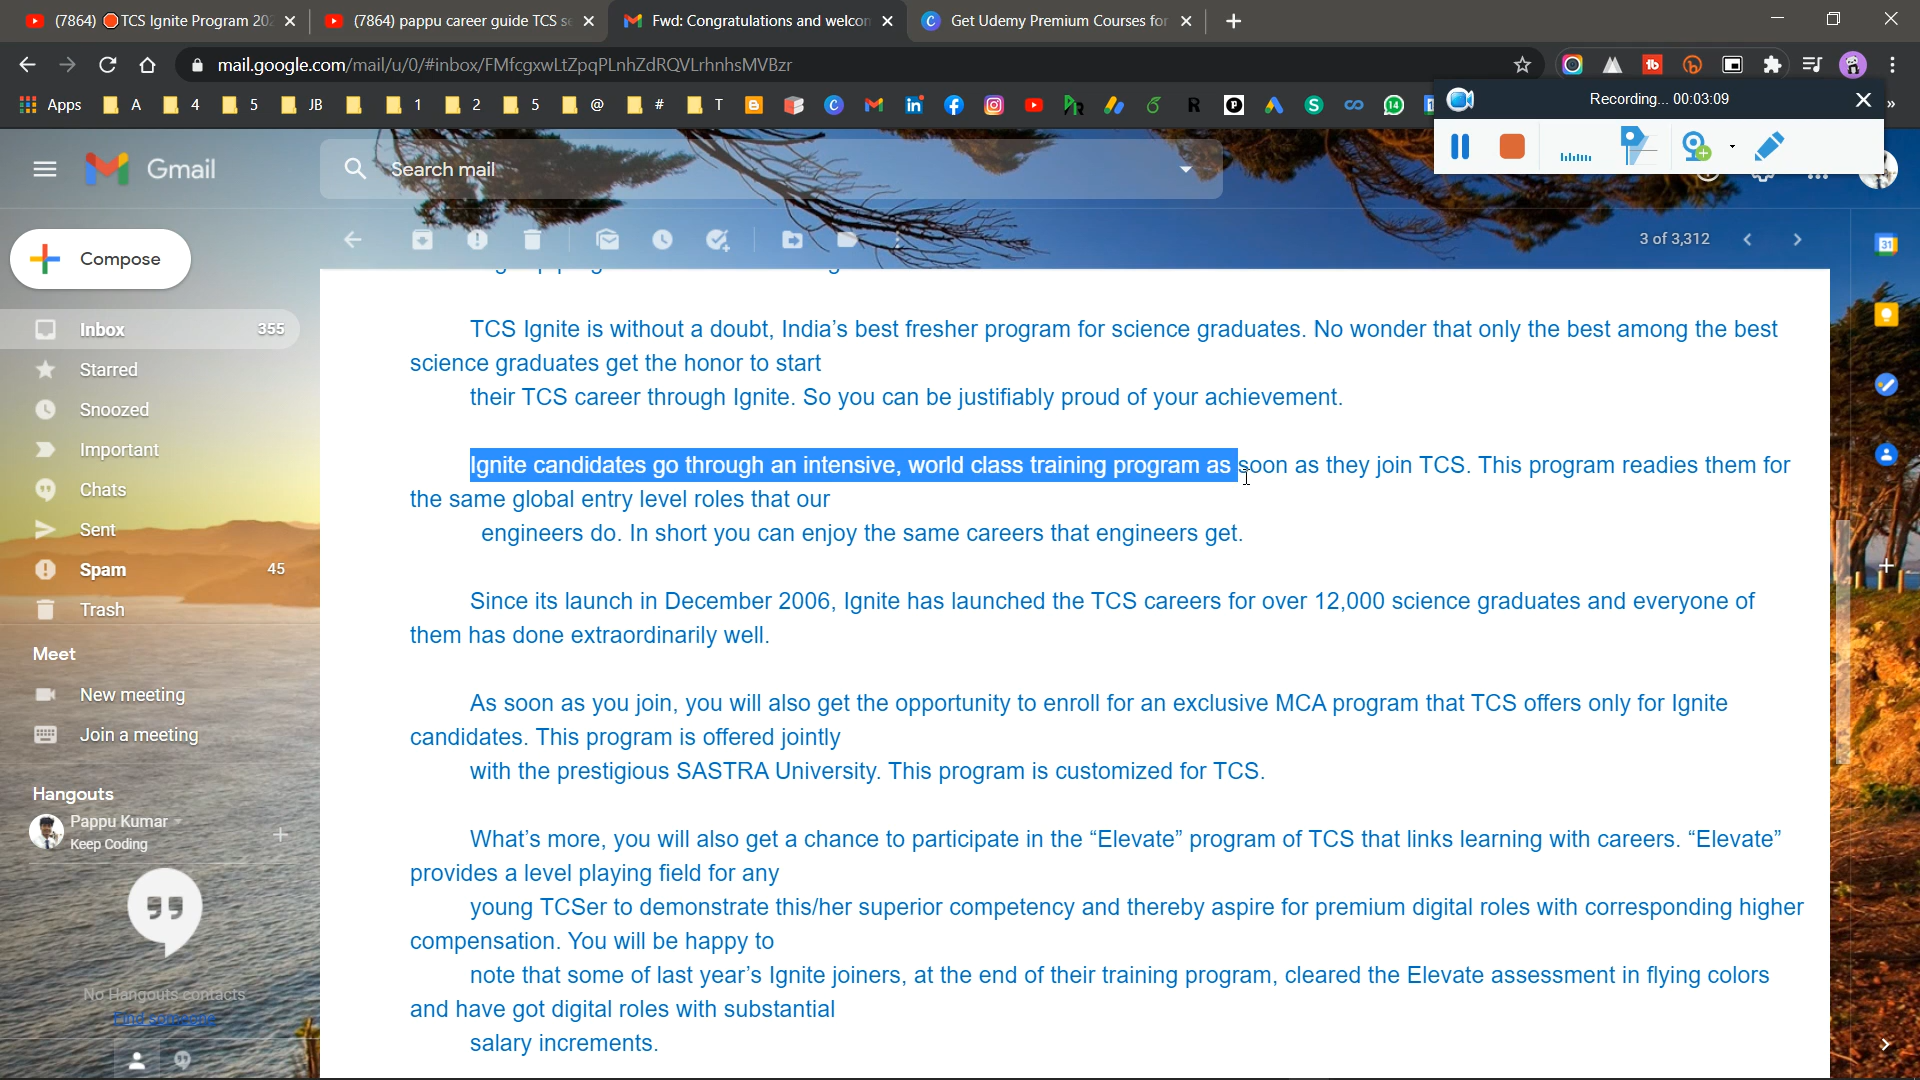 (7864) 🔴TCS Ignite Program 202
(7864) pappu career guide TCS se
Fwd: Congratulations and welcom
Get Udemy Premium Courses for
mail.google.com/mail/u/0/#inbox/FMfcgxwLtZpqPLnhZdRQVLrhnhsMVBzr
Apps A 4 5 JB 1 2 5 @ # T
Recording... 00:03:09
Gmail
Search mail
3 of 3,312
Compose
Inbox 355
Starred
Snoozed
Important
Chats
Sent
Spam 45
Trash
Meet
New meeting
Join a meeting
Hangouts
Pappu Kumar
Keep Coding
No Hangouts contacts
Find someone
TCS Ignite is without a doubt, India's best fresher program for science graduates. No wonder that only the best among the best
science graduates get the honor to start
their TCS career through Ignite. So you can be justifiably proud of your achievement.
Ignite candidates go through an intensive, world class training program as soon as they join TCS. This program readies them for
the same global entry level roles that our
engineers do. In short you can enjoy the same careers that engineers get.
Since its launch in December 2006, Ignite has launched the TCS careers for over 12,000 science graduates and everyone of
them has done extraordinarily well.
As soon as you join, you will also get the opportunity to enroll for an exclusive MCA program that TCS offers only for Ignite
candidates. This program is offered jointly
with the prestigious SASTRA University. This program is customized for TCS.
What's more, you will also get a chance to participate in the “Elevate” program of TCS that links learning with careers. “Elevate”
provides a level playing field for any
young TCSer to demonstrate this/her superior competency and thereby aspire for premium digital roles with corresponding higher
compensation. You will be happy to
note that some of last year's Ignite joiners, at the end of their training program, cleared the Elevate assessment in flying colors
and have got digital roles with substantial
salary increments.